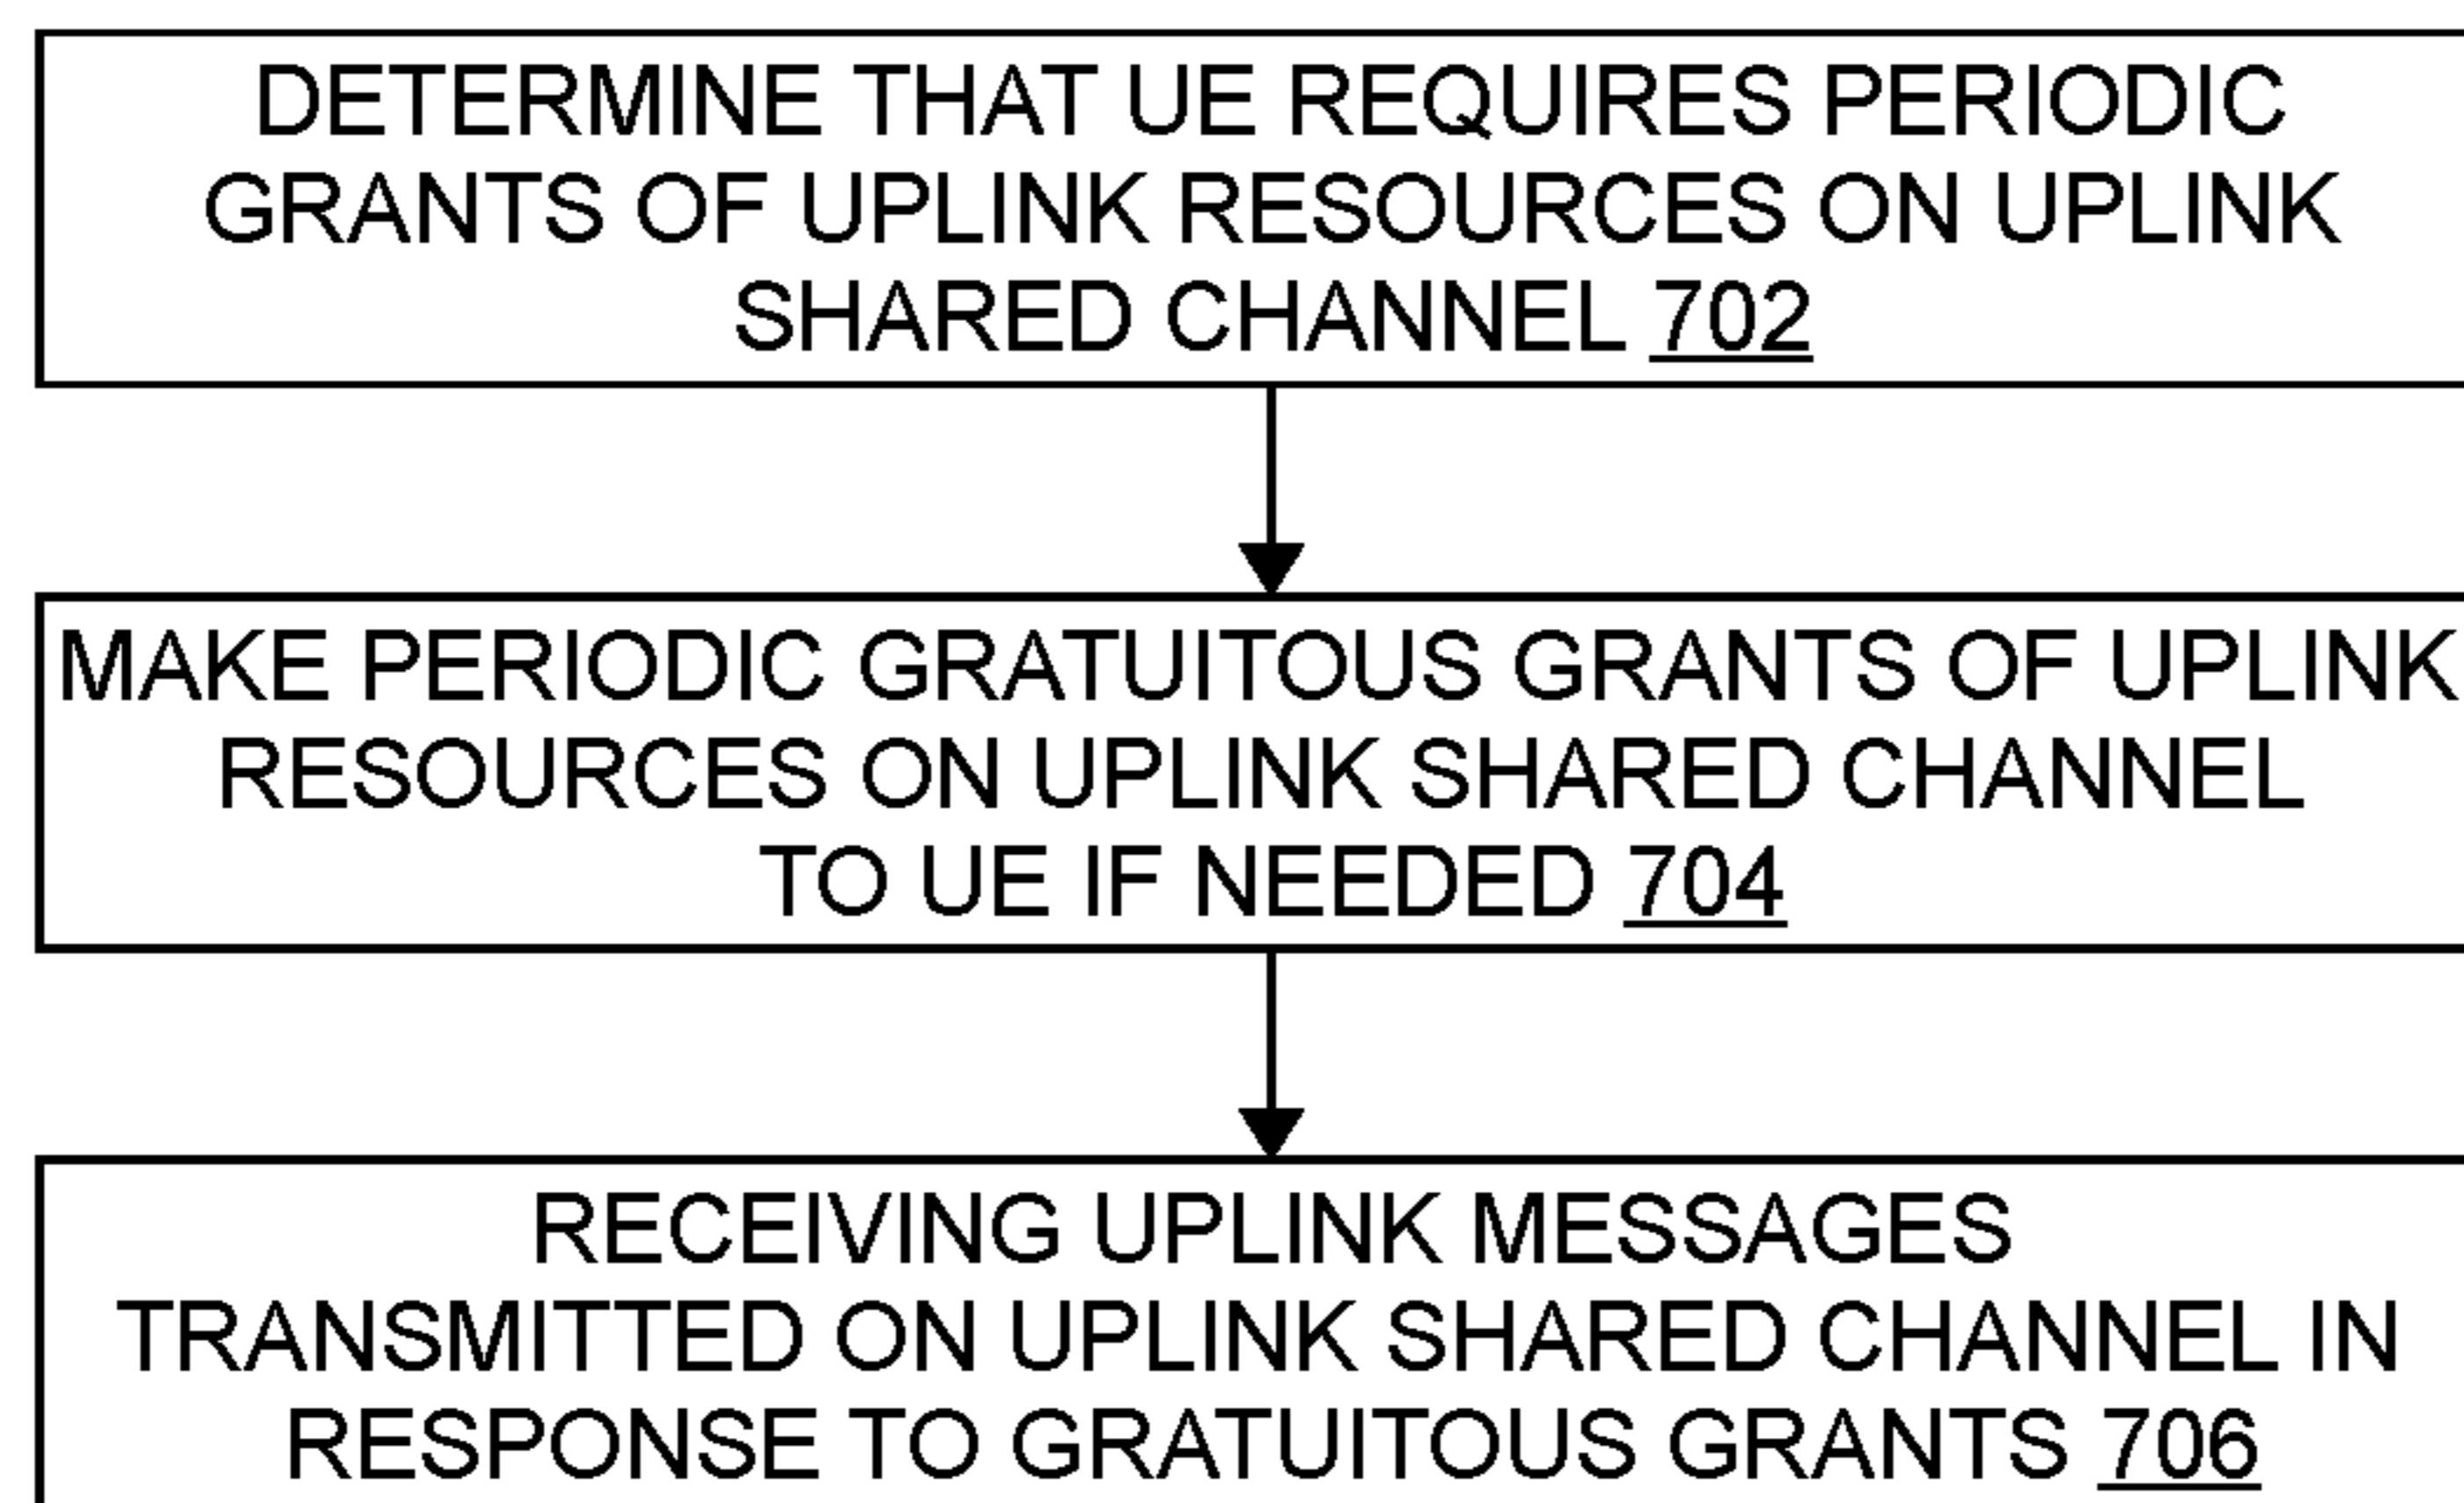 DETERMINE THAT UE REQUIRES PERIODIC
GRANTS OF UPLINK RESOURCES ON UPLINK
SHARED CHANNEL 702
MAKE PERIODIC GRATUITOUS GRANTS OF UPLINK
RESOURCES ON UPLINK SHARED CHANNEL
TO UE IF NEEDED 704
RECEIVING UPLINK MESSAGES
TRANSMITTED ON UPLINK SHARED CHANNEL IN
RESPONSE TO GRATUITOUS GRANTS 706